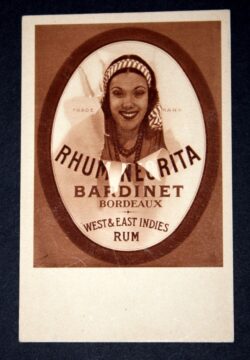 TRADE MARK
RHUM NEGRITA
BARDINET
BORDEAUX
WEST & EAST INDIES
RUM